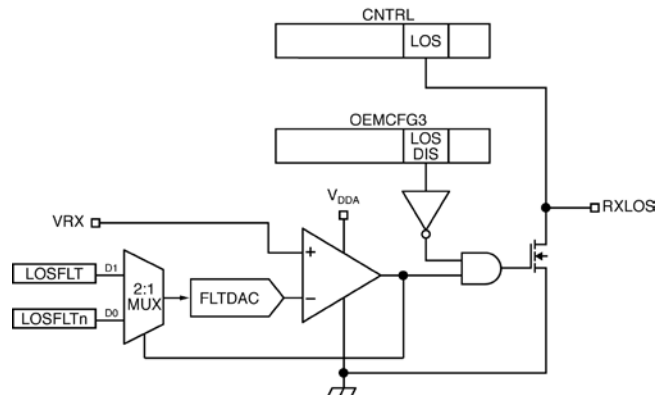 CNTRL
LOS
OEMCFG3
LOS
DIS
VDDA
VRX
RXLOS
+
−
LOSFLT
D1
2:1
MUX
FLTDAC
LOSFLTn
D0